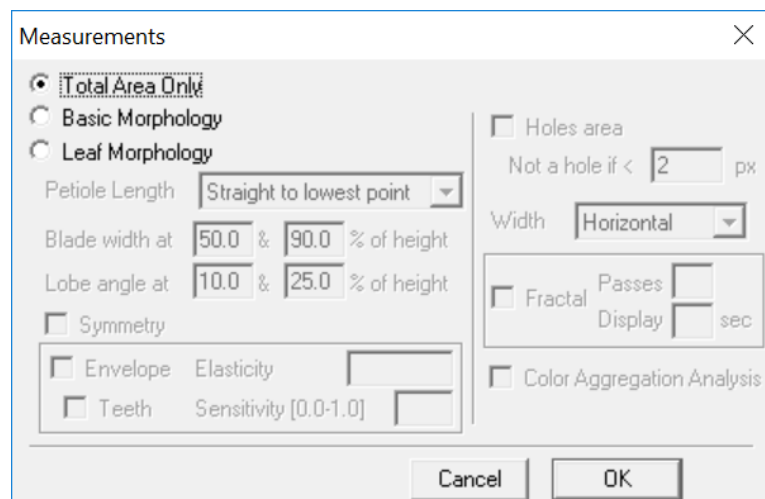 Measurements
Total Area Only
Basic Morphology
Leaf Morphology
Petiole Length Straight to lowest point
Blade width at 50.0 & 90.0 % of height
Lobe angle at 10.0 & 25.0 % of height
Symmetry
Envelope Elasticity
Teeth Sensitivity [0.0-1.0]
Holes area
Not a hole if < 2 px
Width Horizontal
Fractal Passes
Display sec
Color Aggregation Analysis
Cancel OK